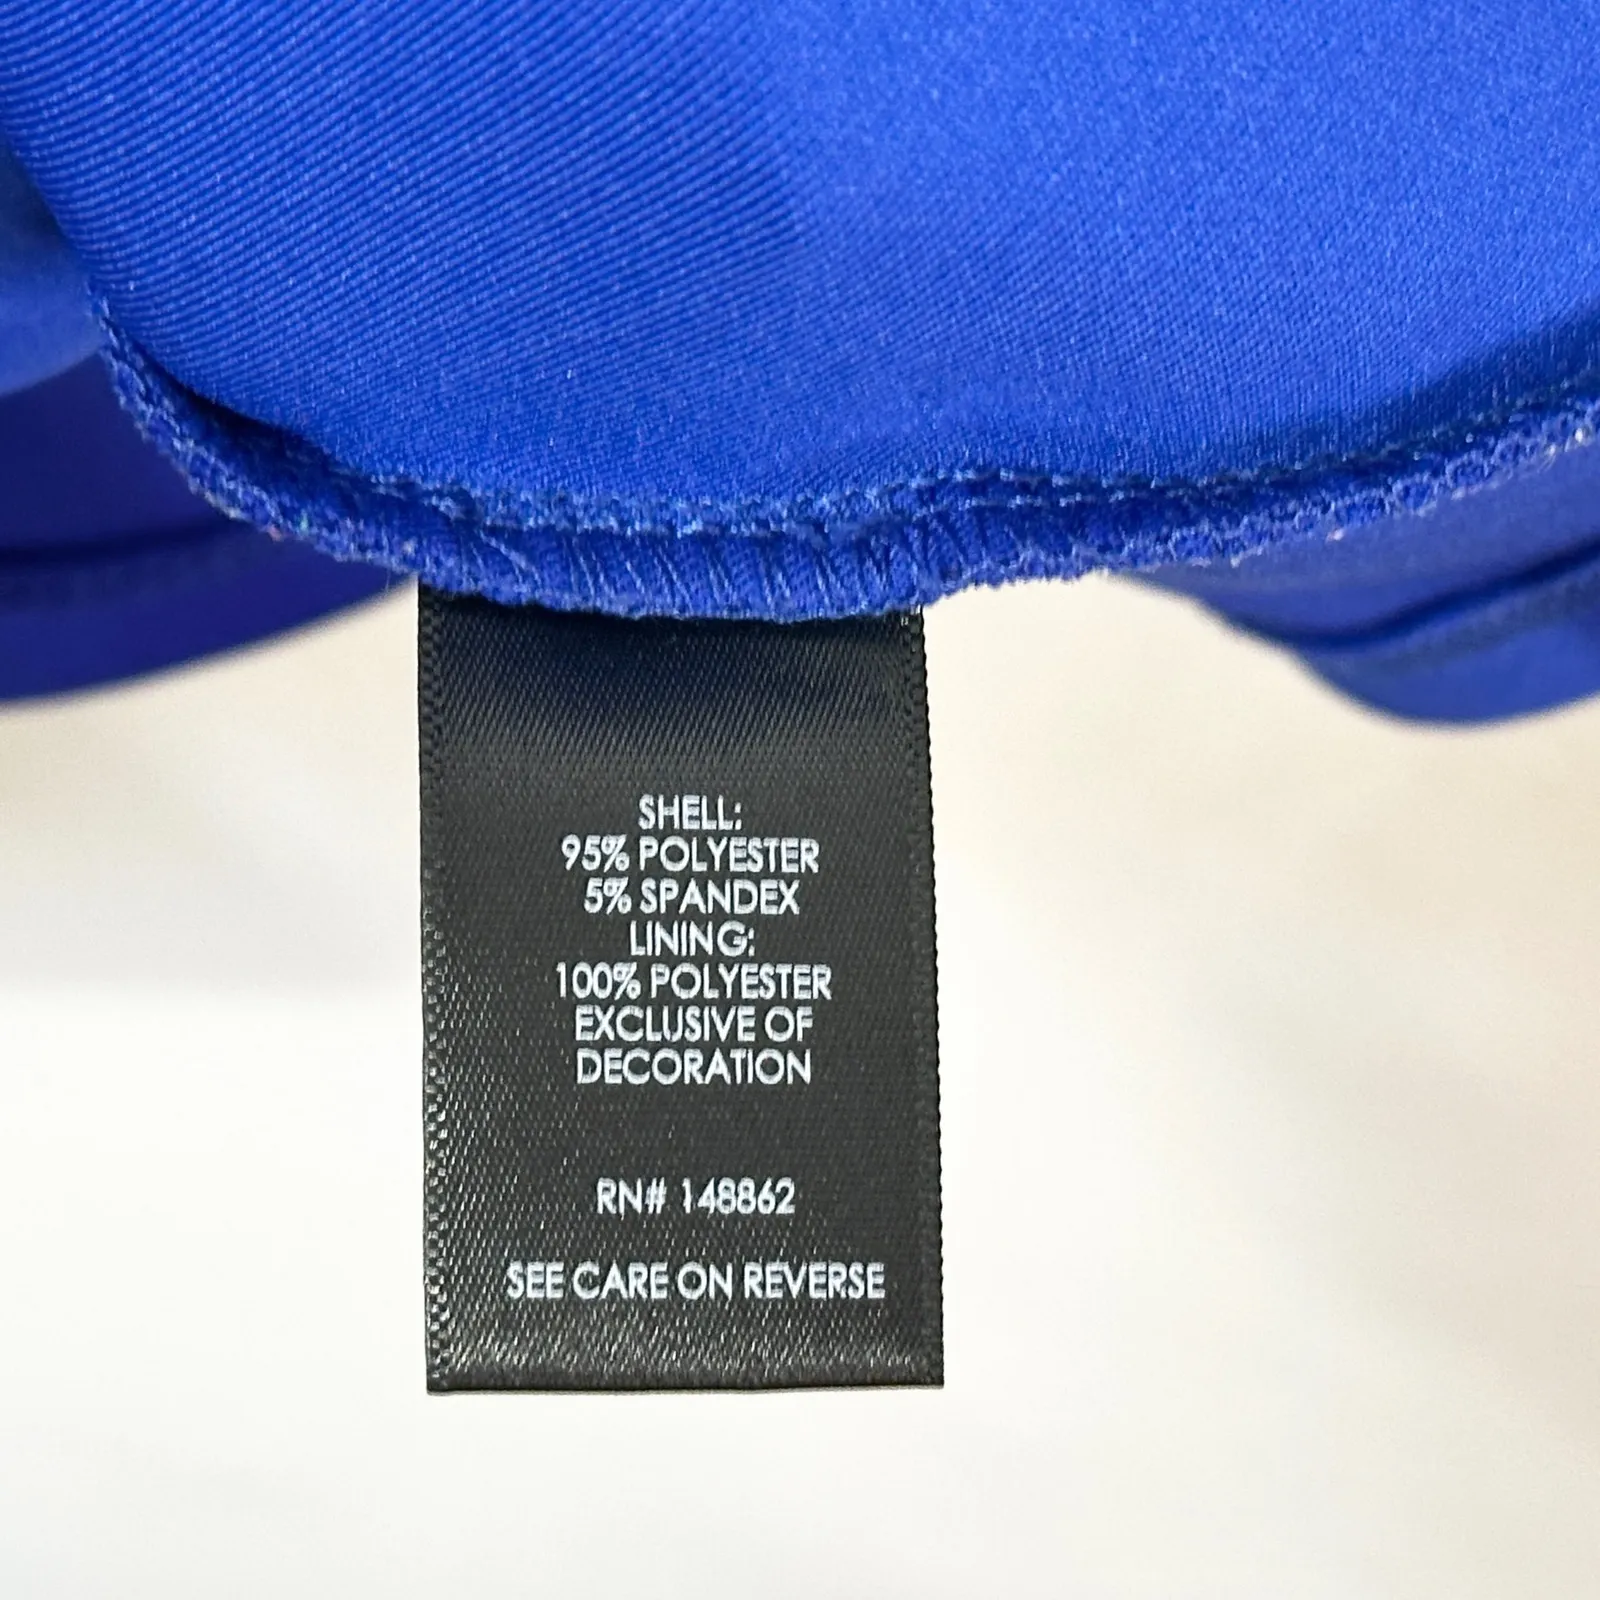 SHELL:
95% POLYESTER
5% SPANDEX
LINING:
100% POLYESTER
EXCLUSIVE OF
DECORATION
RN# 148862
SEE CARE ON REVERSE